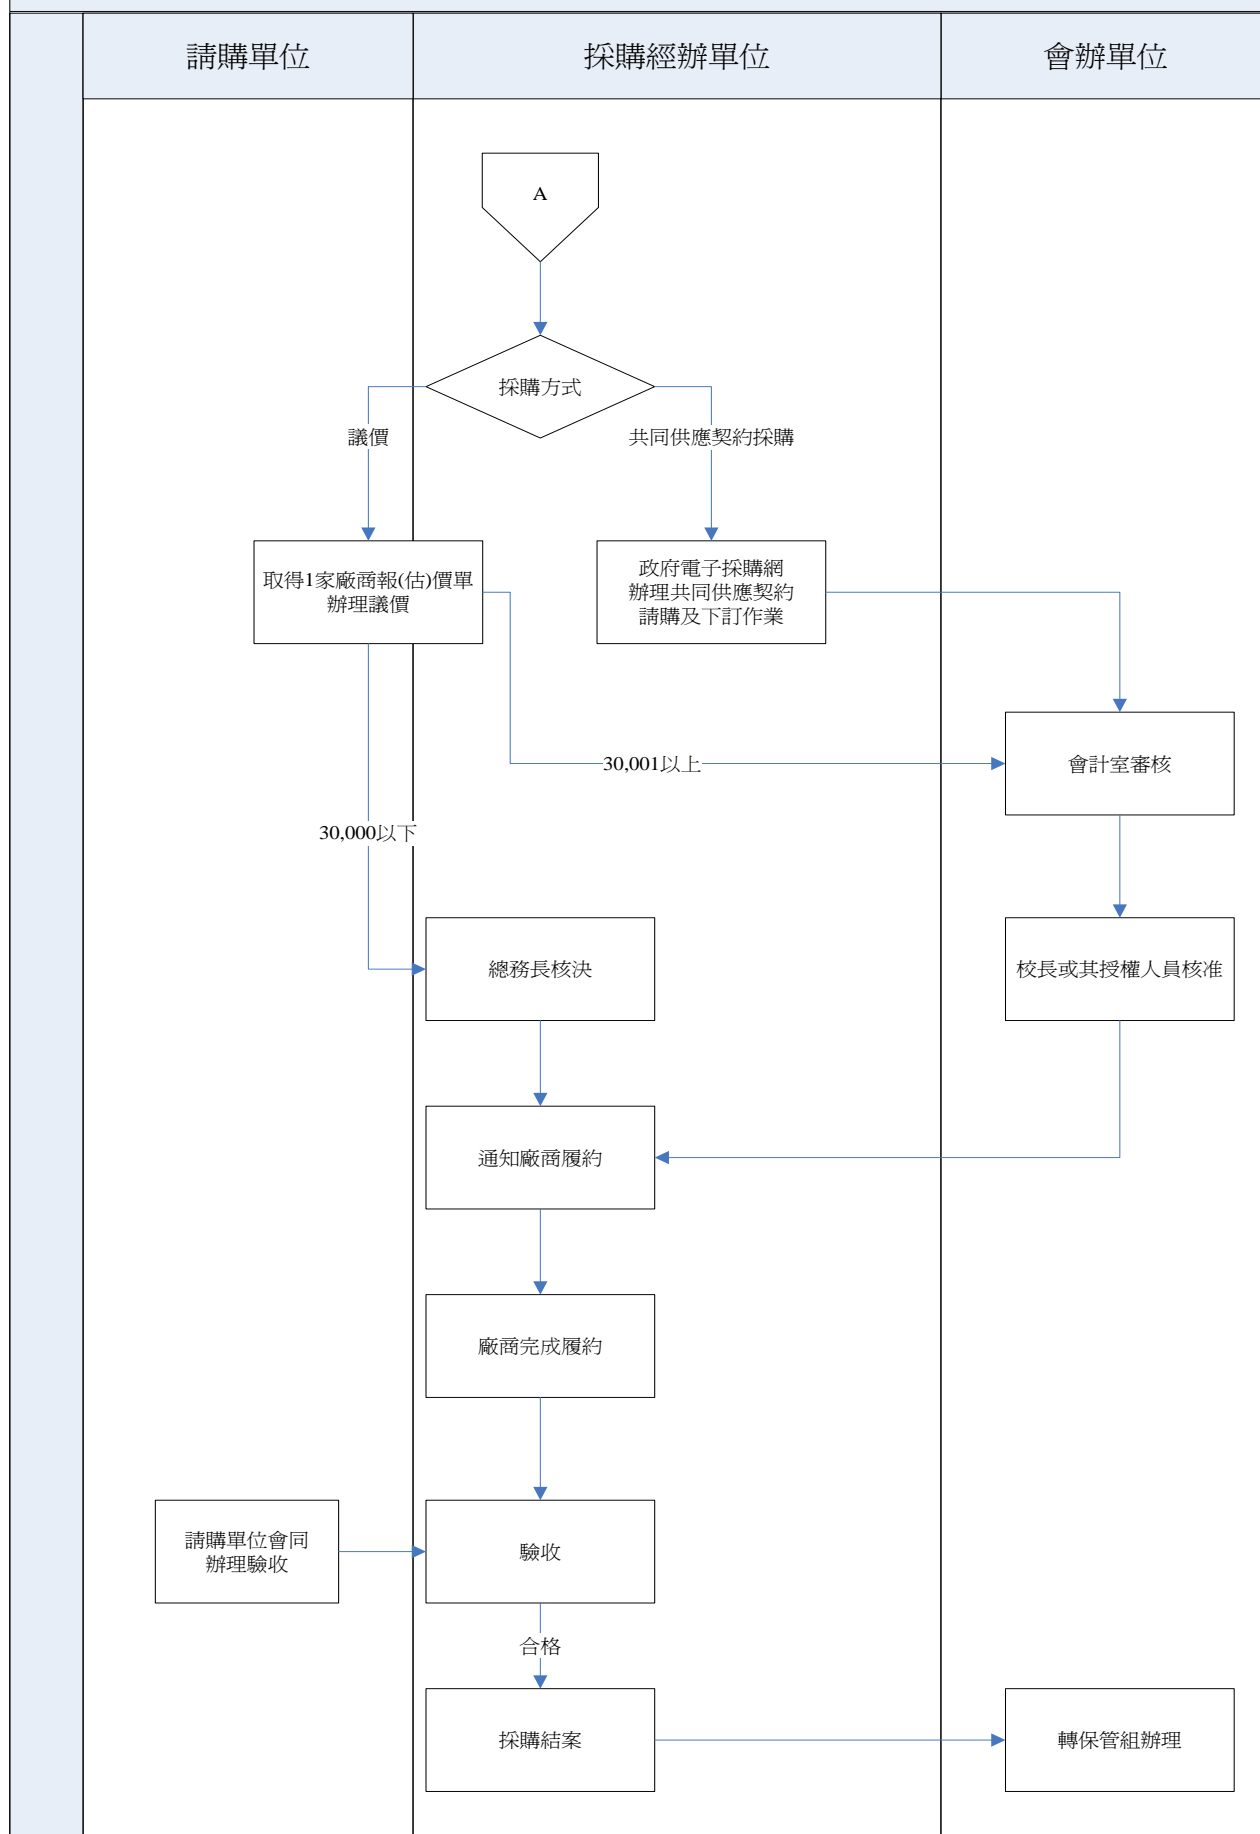 請購單位
採購經辦單位
會辦單位
A
採購方式
議價
共同供應契約採購
取得1家廠商報(估)價單
辦理議價
政府電子採購網
辦理共同供應契約
請購及下訂作業
30,001以上
會計室審核
30,000以下
總務長核決
校長或其授權人員核准
通知廠商履約
廠商完成履約
請購單位會同
辦理驗收
驗收
合格
採購結案
轉保管組辦理